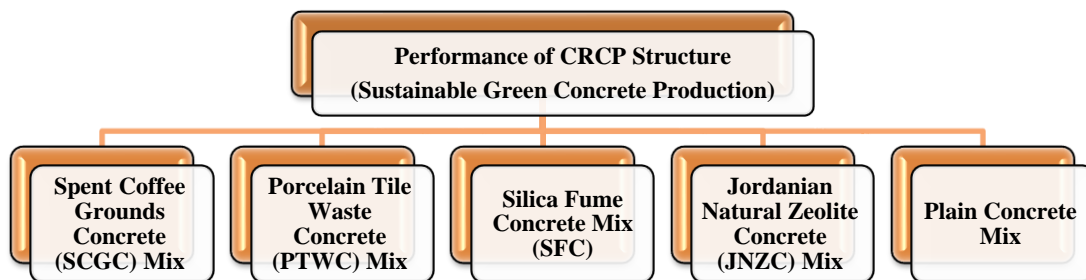 Performance of CRCP Structure
(Sustainable Green Concrete Production)
Spent Coffee
Grounds
Concrete
(SCGC) Mix
Porcelain Tile
Waste
Concrete
(PTWC) Mix
Silica Fume
Concrete Mix
(SFC)
Jordanian
Natural Zeolite
Concrete
(JNZC) Mix
Plain Concrete
Mix